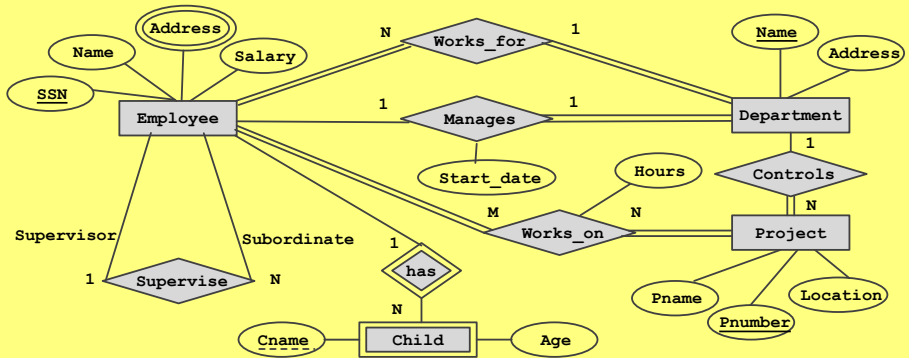 Address
Name
N
Works_for
1
Name
Salary
Address
SSN
Employee
1
Manages
1
Department
1
Start_date
Hours
Controls
M
Works_on
N
N
Supervisor
Subordinate
1
Project
has
1
Supervise
N
Pname
Location
N
Pnumber
Cname
Child
Age